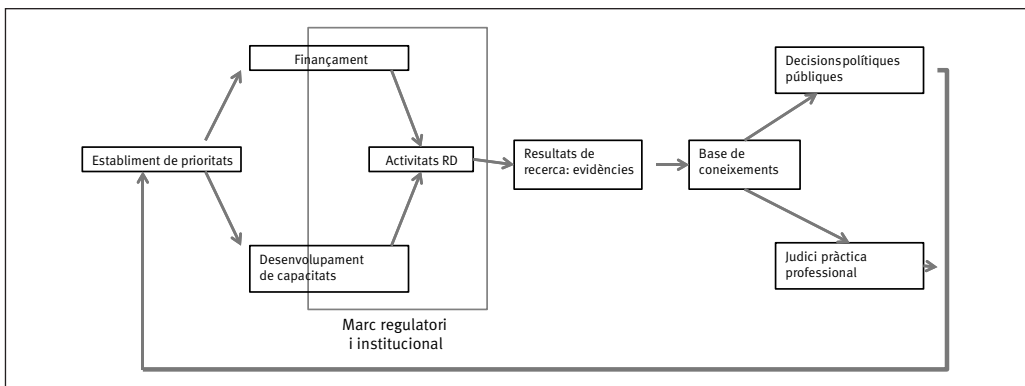 Finançament
Decisions polítiques
públiques
Establiment de prioritats
Activitats RD
Resultats de
recerca: evidències
Base de
coneixements
Desenvolupament
de capacitats
Judici pràctica
professional
Marc regulatori
i institucional